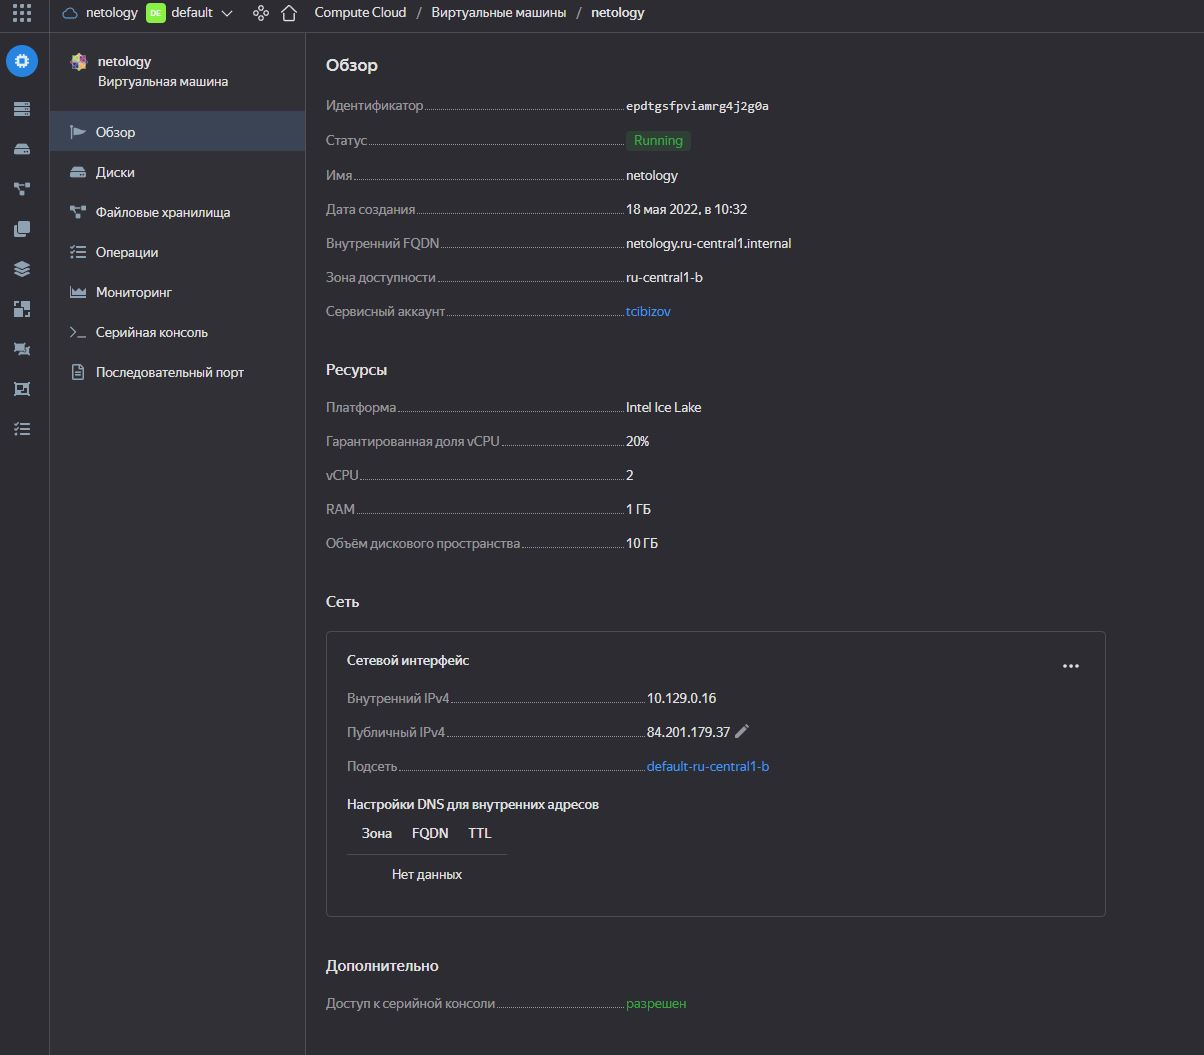 netology DE default Compute Cloud / Виртуальные машины / netology
netology
Виртуальная машина
Обзор
Диски
Файловые хранилища
Операции
Мониторинг
Серийная консоль
Последовательный порт
Обзор
Идентификатор epdtgsfpviamrg4j2g0a
Статус Running
Имя netology
Дата создания 18 мая 2022, в 10:32
Внутренний FQDN netology.ru-central1.internal
Зона доступности ru-central1-b
Сервисный аккаунт tcibizov
Ресурсы
Платформа Intel Ice Lake
Гарантированная доля vCPU 20%
vCPU 2
RAM 1 ГБ
Объём дискового пространства 10 ГБ
Сеть
Сетевой интерфейс
Внутренний IPv4 10.129.0.16
Публичный IPv4 84.201.179.37
Подсеть default-ru-central1-b
Настройки DNS для внутренних адресов
Зона FQDN TTL
Нет данных
Дополнительно
Доступ к серийной консоли разрешен